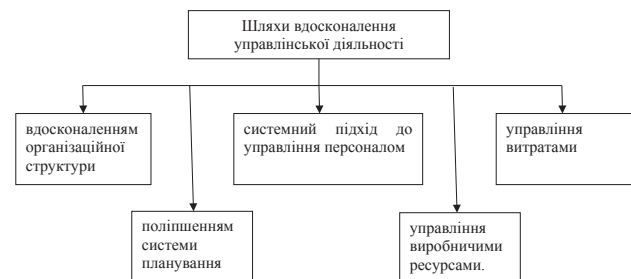 Шляхи вдосконалення
управлінської діяльності
вдосконаленням
організаційної
структури
системний підхід до
управління персоналом
управління
витратами
поліпшенням
системи
планування
управління
виробничими
ресурсами.